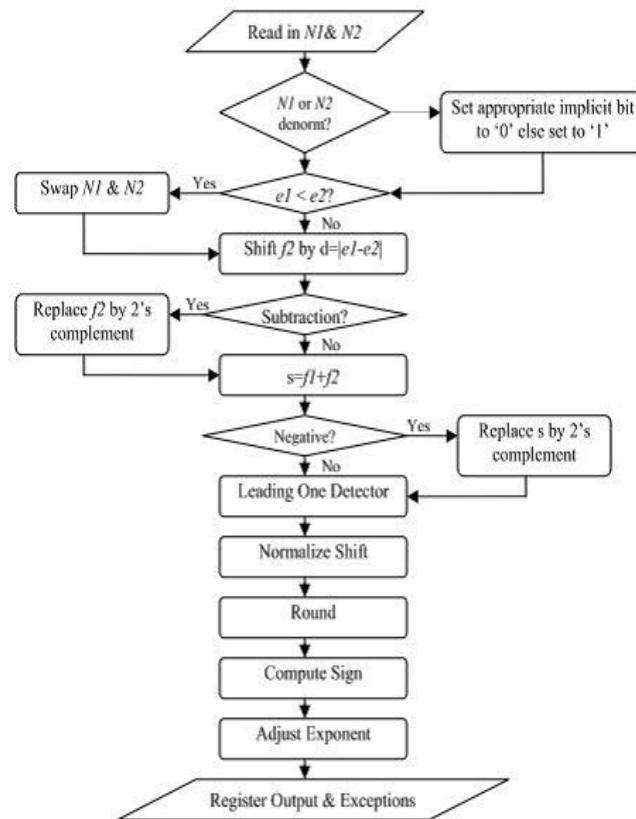 Read in N1& N2
N1 or N2
denorm?
Set appropriate implicit bit
to ‘0’ else set to ‘1’
Swap N1 & N2
Yes
e1 < e2?
No
Shift f2 by d=|e1-e2|
Replace f2 by 2’s
complement
Yes
Subtraction?
No
s=f1+f2
Negative?
Yes
Replace s by 2’s
complement
No
Leading One Detector
Normalize Shift
Round
Compute Sign
Adjust Exponent
Register Output & Exceptions